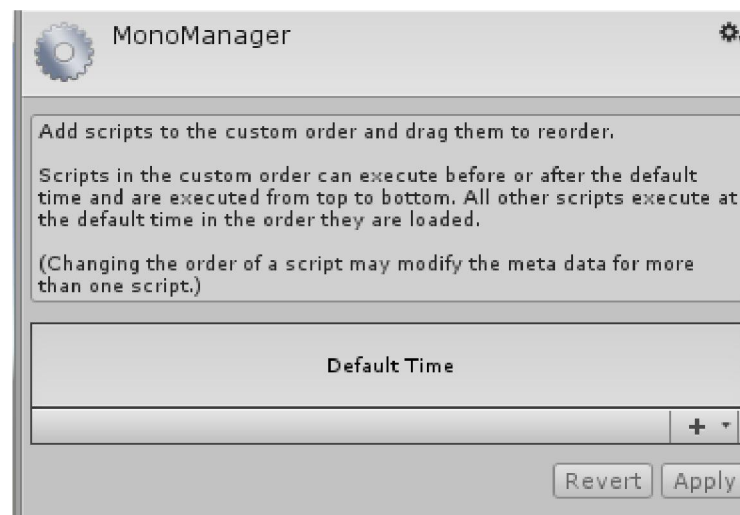 MonoManager
Add scripts to the custom order and drag them to reorder.
Scripts in the custom order can execute before or after the default
time and are executed from top to bottom. All other scripts execute at
the default time in the order they are loaded.
(Changing the order of a script may modify the meta data for more
than one script.)
Default Time
Revert Apply